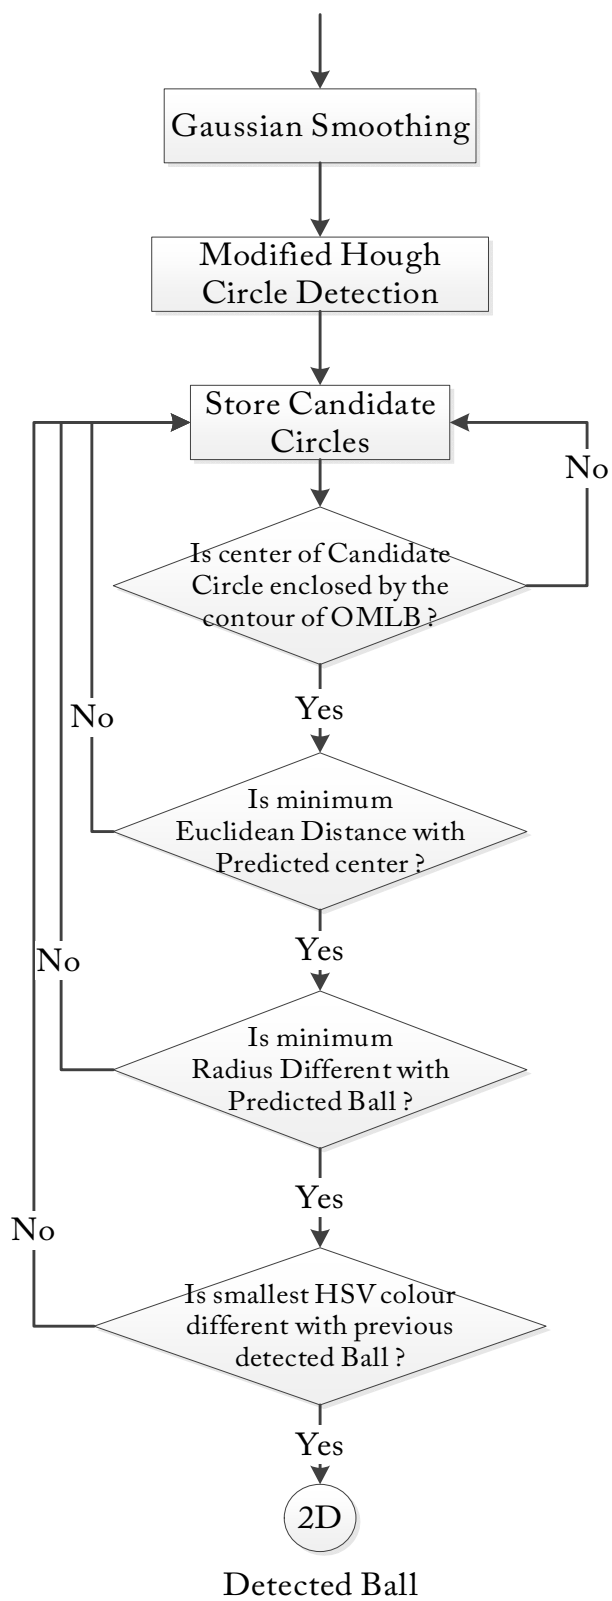 Gaussian Smoothing
Modified Hough
Circle Detection
Store Candidate
Circles
No
Is center of Candidate
Circle enclosed by the
contour of OMLB ?
Yes
No
Is minimum
Euclidean Distance with
Predicted center ?
Yes
No
Is minimum
Radius Different with
Predicted Ball ?
Yes
No
Is smallest HSV colour
different with previous
detected Ball ?
Yes
2D
Detected Ball